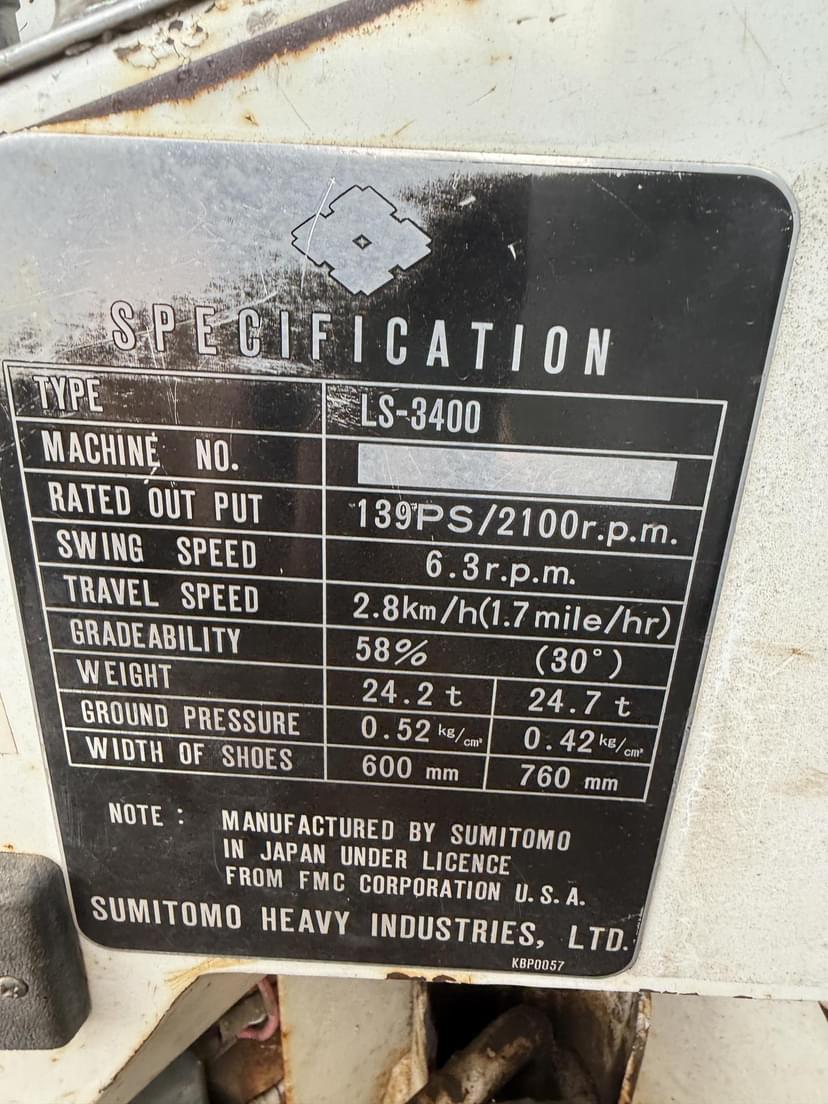 SPECIFICATION
TYPE LS-3400
MACHINE NO.
RATED OUT PUT 139PS/2100r.p.m.
SWING SPEED 6.3r.p.m.
TRAVEL SPEED 2.8km/h(1.7mile/hr)
GRADEABILITY 58% (30°)
WEIGHT 24.2 t 24.7 t
GROUND PRESSURE 0.52 kg/cm² 0.42 kg/cm²
WIDTH OF SHOES 600 mm 760 mm
NOTE : MANUFACTURED BY SUMITOMO
IN JAPAN UNDER LICENCE
FROM FMC CORPORATION U.S.A.
SUMITOMO HEAVY INDUSTRIES, LTD.
KBP0057